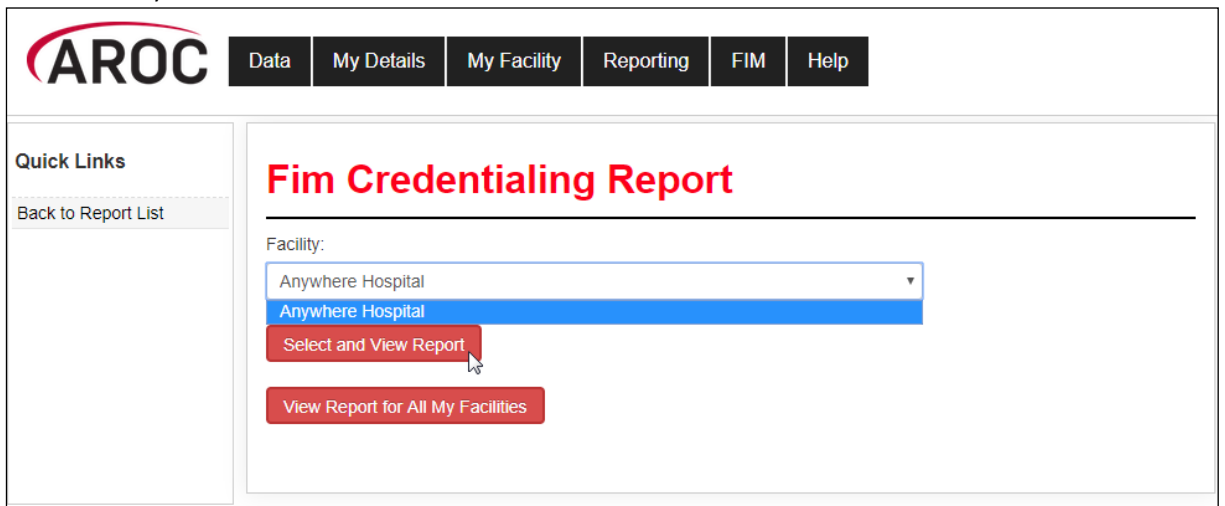 AROC
Data My Details My Facility Reporting FIM Help
Quick Links
Back to Report List
Fim Credentialing Report
Facility:
Anywhere Hospital
Anywhere Hospital
Select and View Report
View Report for All My Facilities